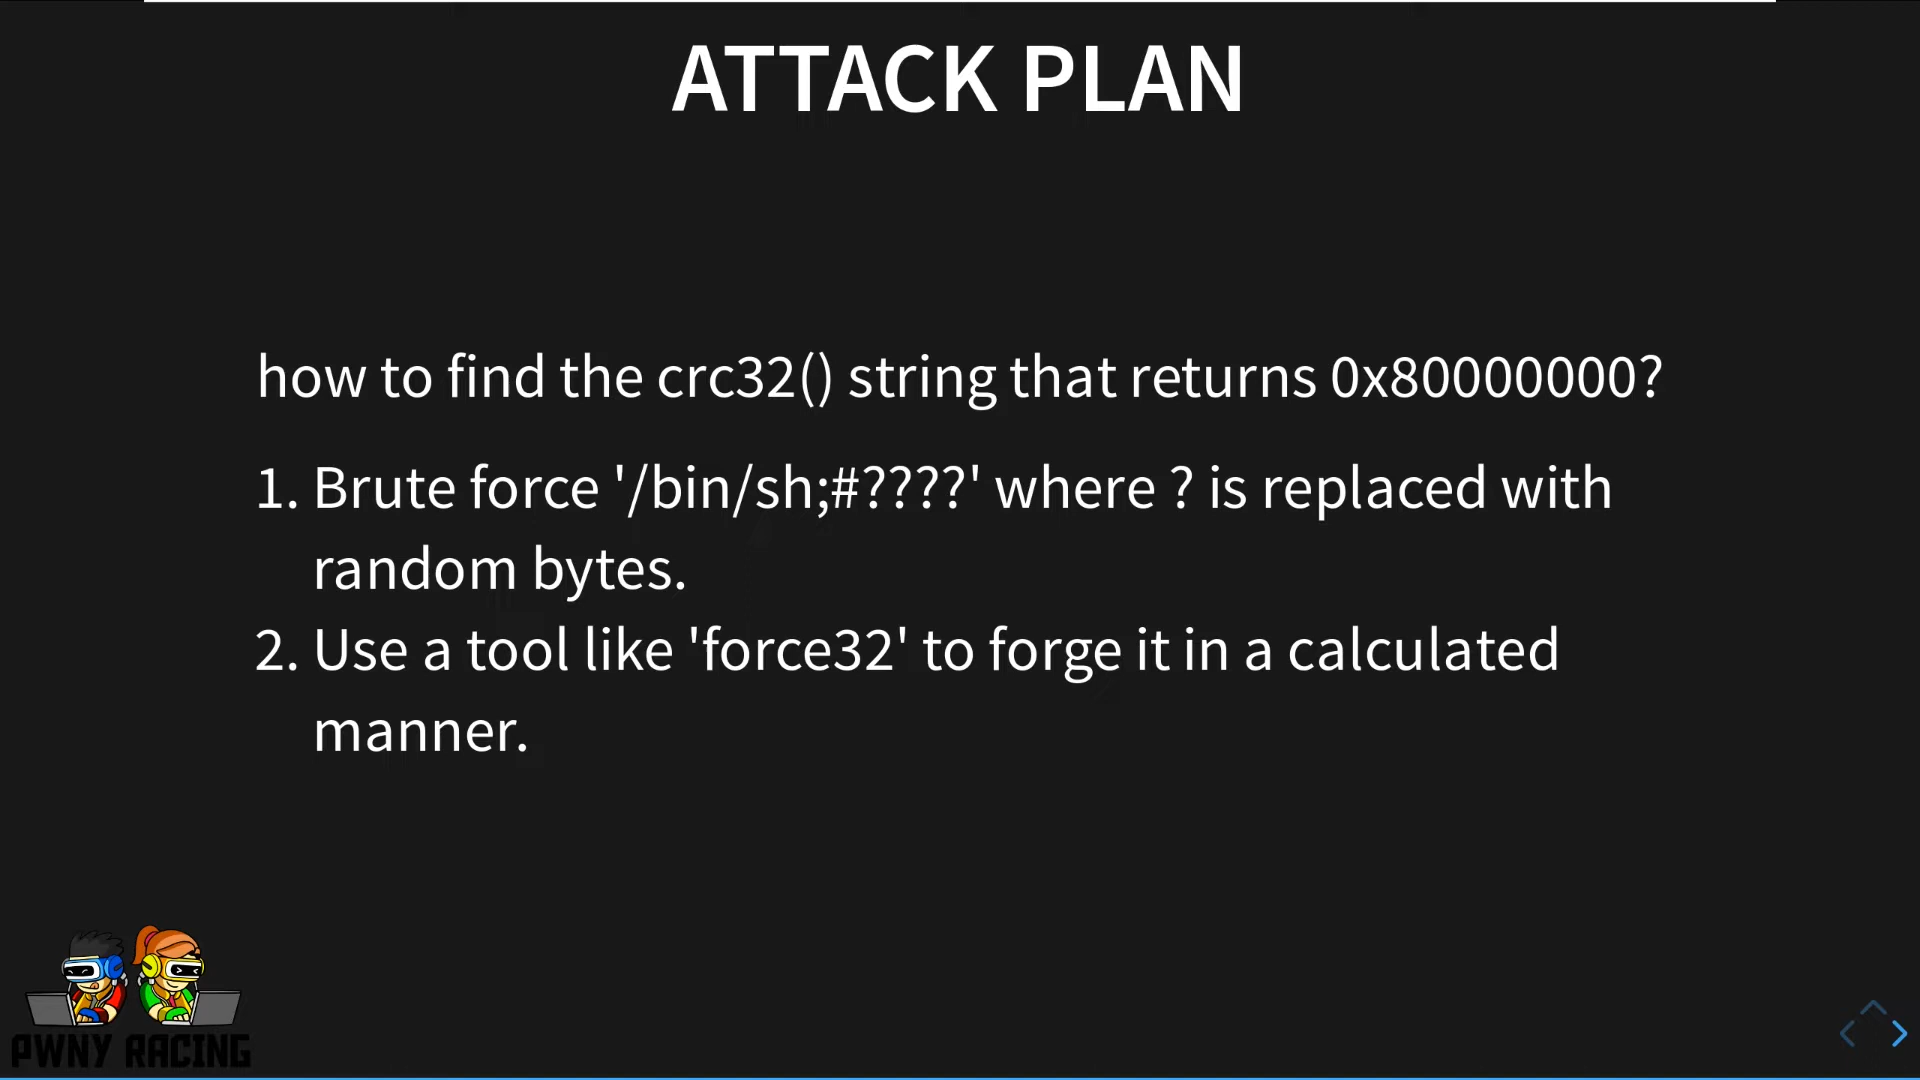 ATTACK PLAN
how to find the crc32() string that returns 0x80000000?
1. Brute force '/bin/sh;#????' where ? is replaced with
random bytes.
2. Use a tool like 'force32' to forge it in a calculated
manner.
PWNY RACING